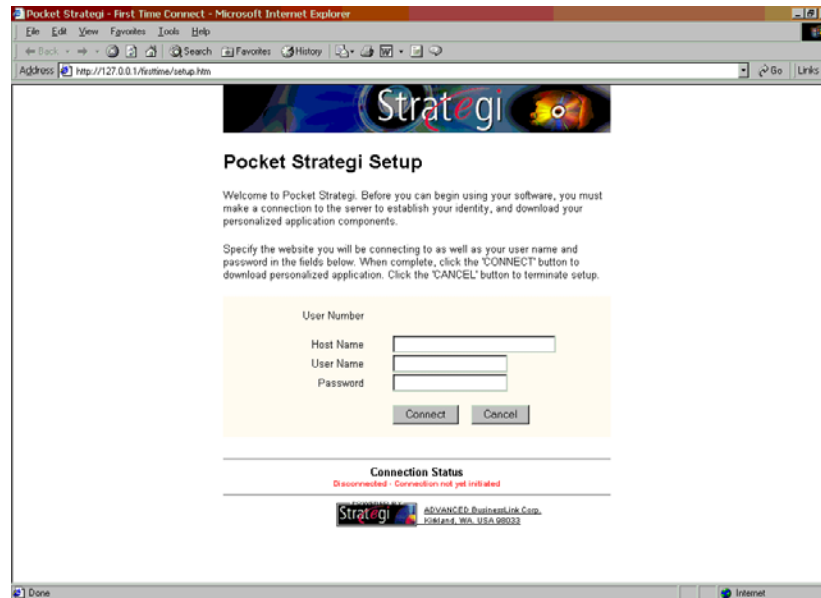 Pocket Strategi - First Time Connect - Microsoft Internet Explorer
File Edit View Favorites Tools Help
Back Search Favorites History
Address http://127.0.0.1/firsttime/setup.htm Go Links
Strategi
Pocket Strategi Setup
Welcome to Pocket Strategi. Before you can begin using your software, you must
make a connection to the server to establish your identity, and download your
personalized application components.
Specify the website you will be connecting to as well as your user name and
password in the fields below. When complete, click the 'CONNECT' button to
download personalized application. Click the 'CANCEL' button to terminate setup.
User Number
Host Name
User Name
Password
Connect Cancel
Connection Status
Disconnected - Connection not yet initiated
Strategi
ADVANCED BusinessLink Corp.
Kirkland, WA, USA 98033
Done Internet